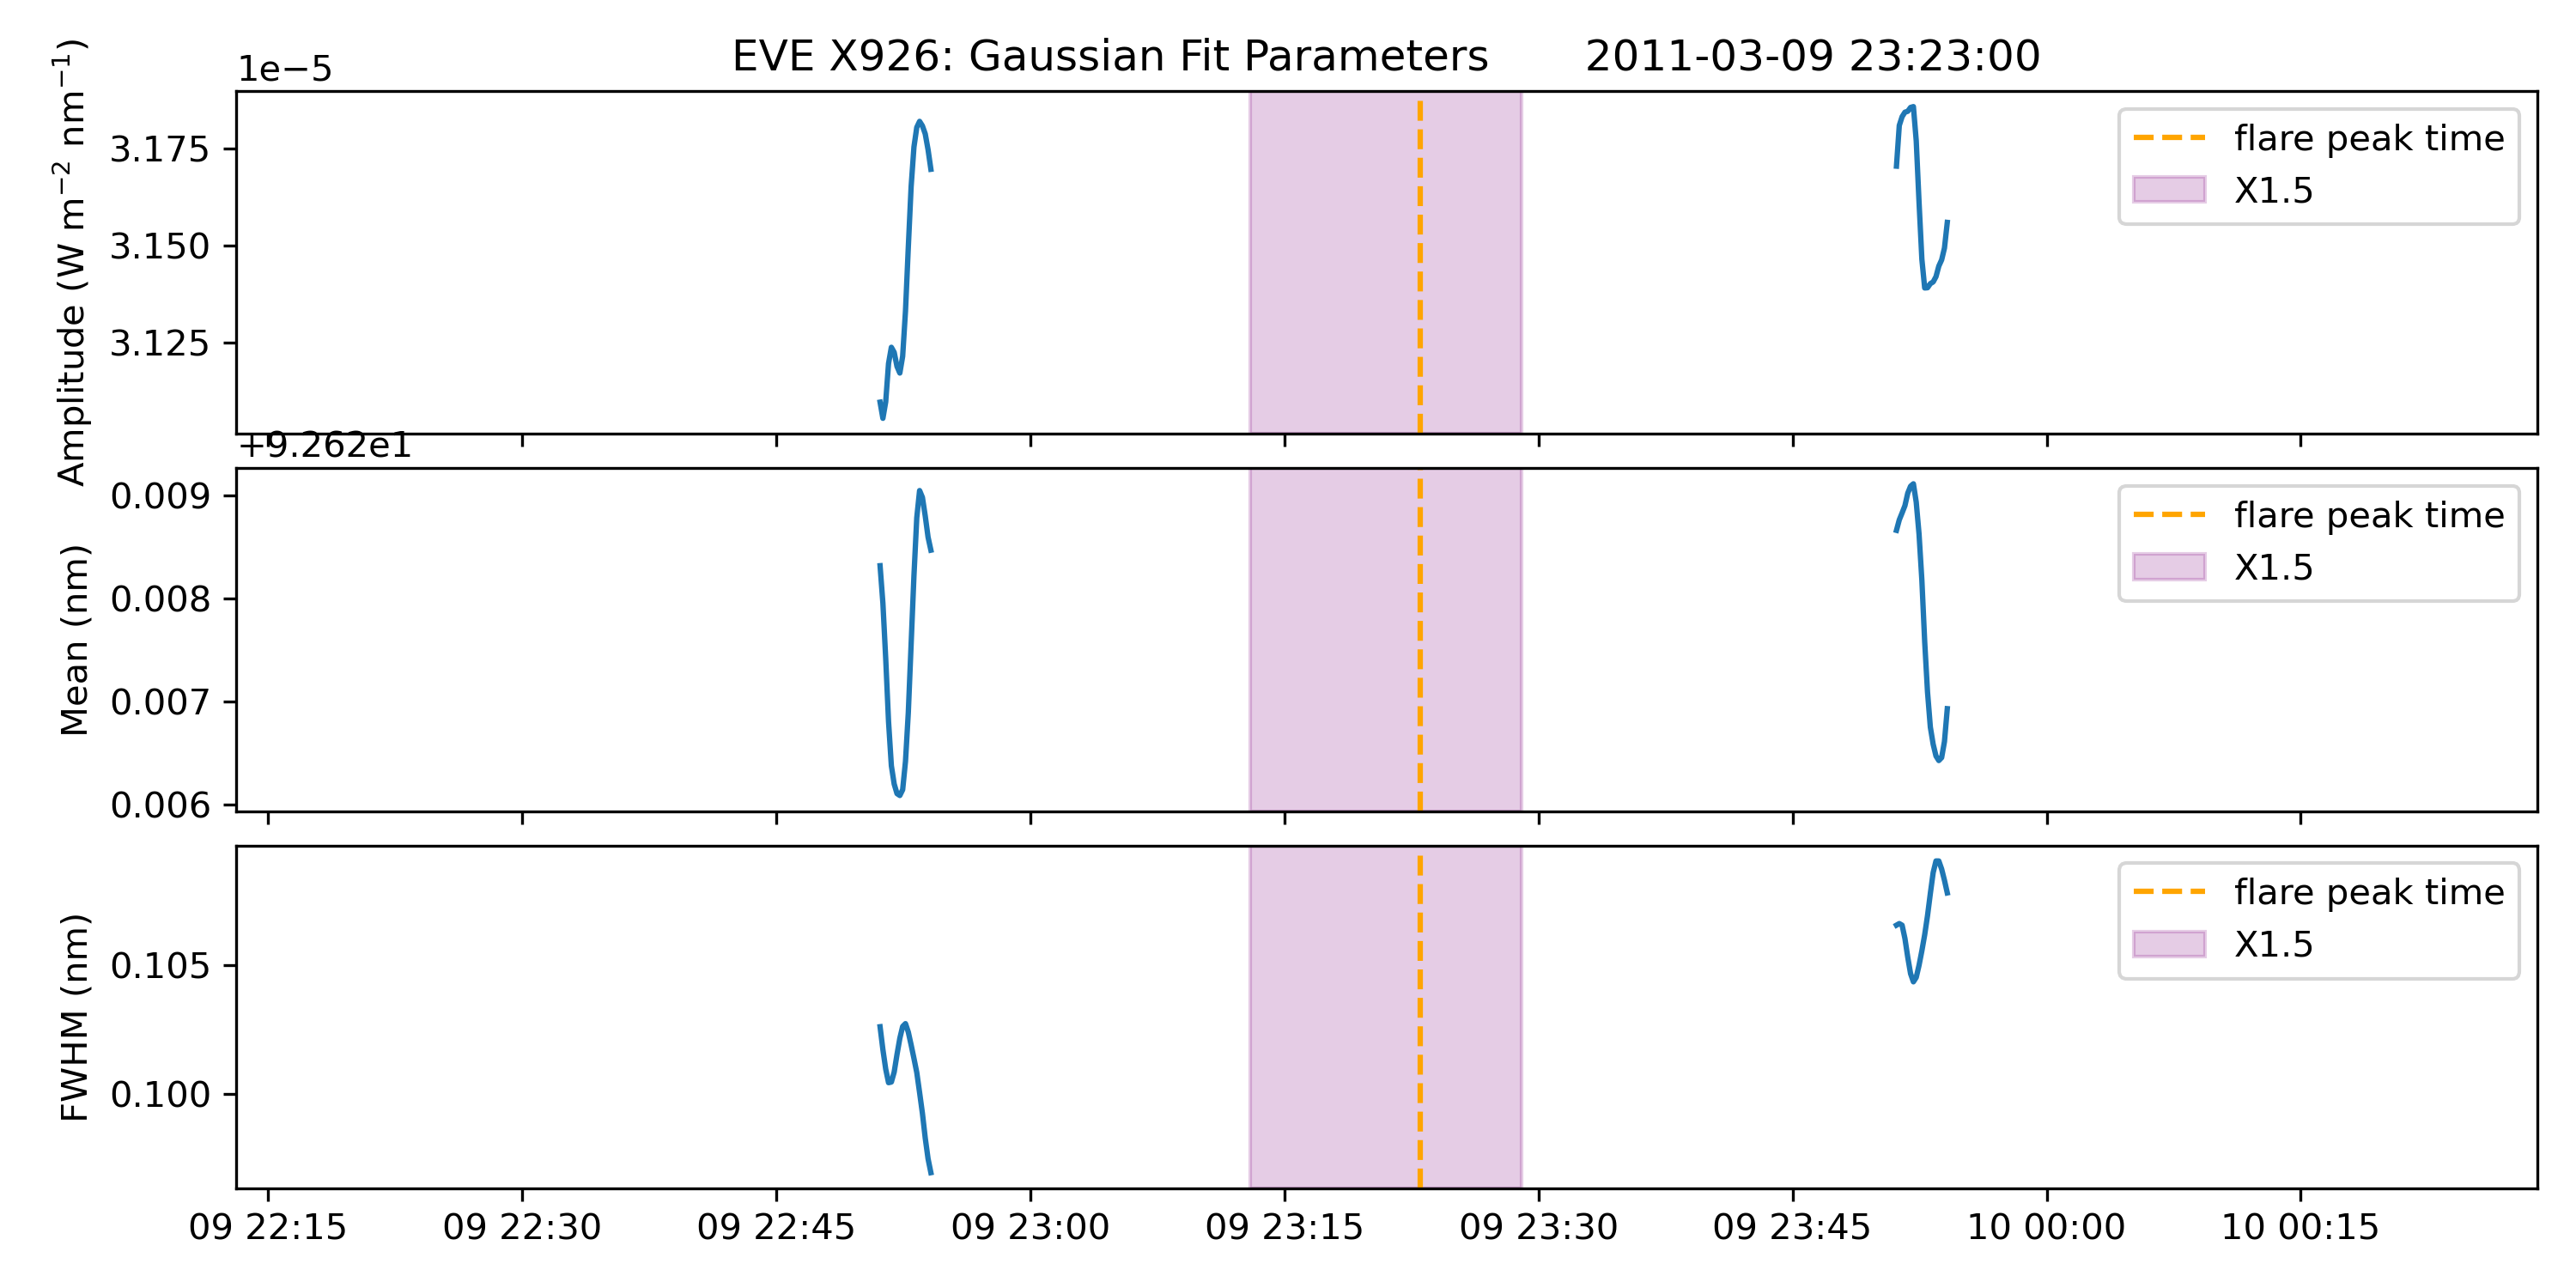 EVE X926: Gaussian Fit Parameters 2011-03-09 23:23:00
1e−5
Amplitude (W m⁻² nm⁻¹)
3.175
3.150
3.125
flare peak time
X1.5
+9.262e1
Mean (nm)
0.009
0.008
0.007
0.006
flare peak time
X1.5
FWHM (nm)
0.105
0.100
flare peak time
X1.5
09 22:15 09 22:30 09 22:45 09 23:00 09 23:15 09 23:30 09 23:45 10 00:00 10 00:15